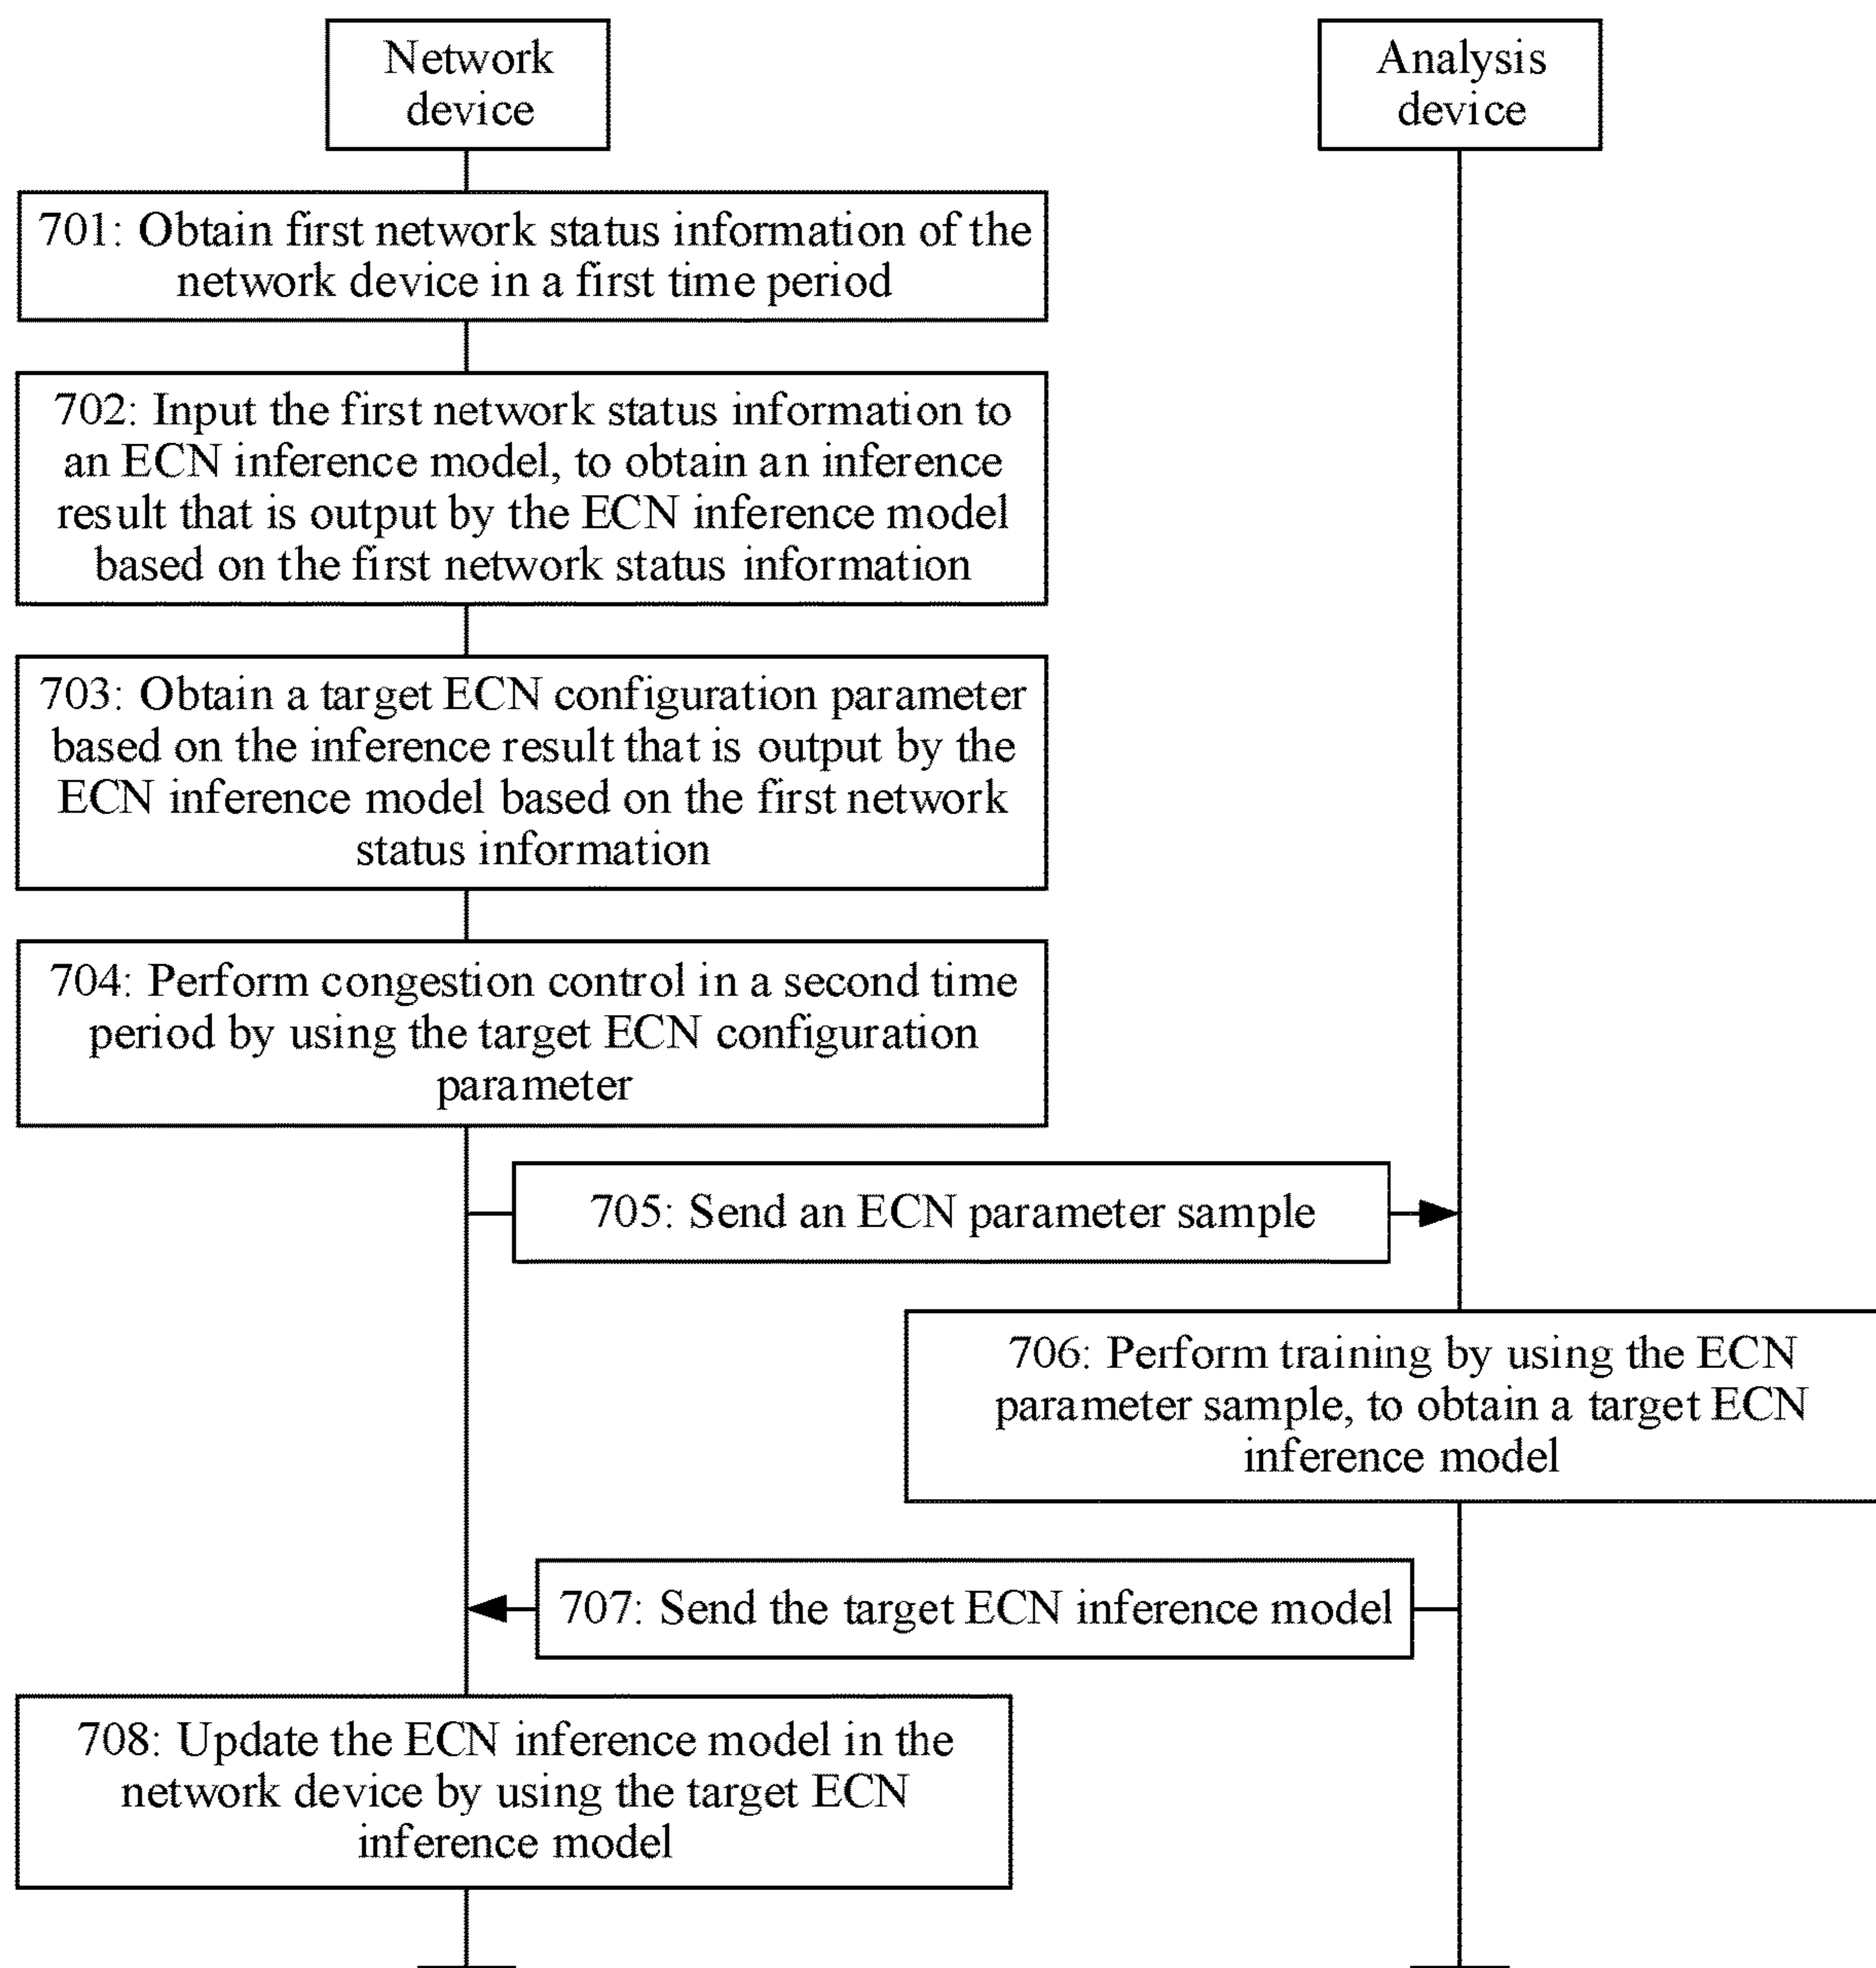 Network
device
Analysis
device
701: Obtain first network status information of the
network device in a first time period
702: Input the first network status information to
an ECN inference model, to obtain an inference
result that is output by the ECN inference model
based on the first network status information
703: Obtain a target ECN configuration parameter
based on the inference result that is output by the
ECN inference model based on the first network
status information
704: Perform congestion control in a second time
period by using the target ECN configuration
parameter
705: Send an ECN parameter sample
706: Perform training by using the ECN
parameter sample, to obtain a target ECN
inference model
707: Send the target ECN inference model
708: Update the ECN inference model in the
network device by using the target ECN
inference model